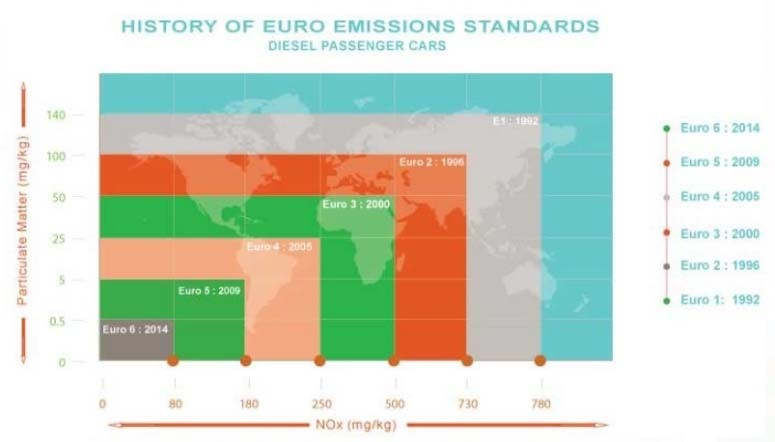 HISTORY OF EURO EMISSIONS STANDARDS
DIESEL PASSENGER CARS
Particulate Matter (mg/kg)
140
100
50
25
5
0.5
0
E1 : 1992
Euro 2 : 1996
Euro 3 : 2000
Euro 4 : 2005
Euro 5 : 2009
Euro 6 : 2014
0
80
180
250
500
730
780
NOx (mg/kg)
Euro 6 : 2014
Euro 5 : 2009
Euro 4 : 2005
Euro 3 : 2000
Euro 2 : 1996
Euro 1: 1992